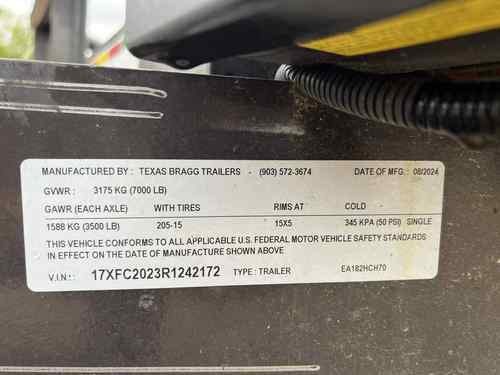 MANUFACTURED BY : TEXAS BRAGG TRAILERS - (903) 572-3674 DATE OF MFG. : 08/2024
GVWR : 3175 KG (7000 LB)
GAWR (EACH AXLE) WITH TIRES RIMS AT COLD
1588 KG (3500 LB) 205-15 15X5 345 KPA (50 PSI) SINGLE
THIS VEHICLE CONFORMS TO ALL APPLICABLE U.S. FEDERAL MOTOR VEHICLE SAFETY STANDARDS
IN EFFECT ON THE DATE OF MANUFACTURE SHOWN ABOVE
V.I.N.: : 17XFC2023R1242172 TYPE : TRAILER EA182HCH70